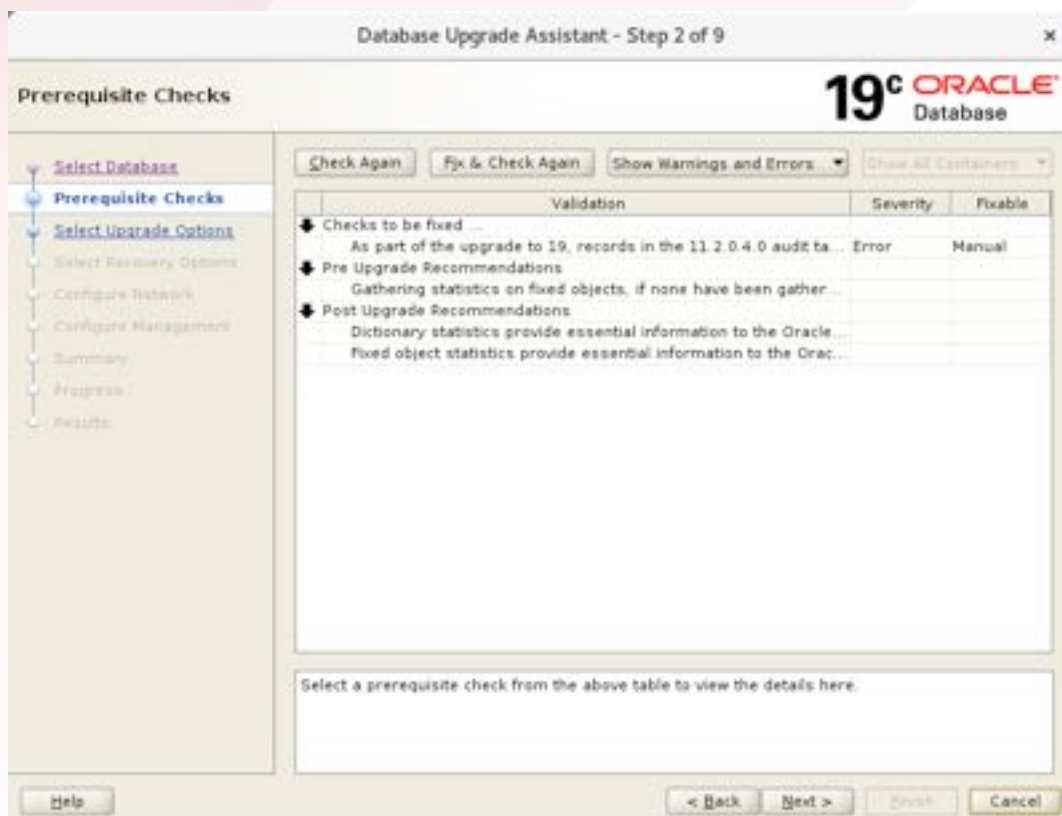 Database Upgrade Assistant - Step 2 of 9
Prerequisite Checks
19c ORACLE
Database
Select Database
Prerequisite Checks
Select Upgrade Options
Select Recovery Options
Configure Network
Configure Management
Summary
Progress
Results
Check Again Fix & Check Again Show Warnings and Errors Show All Containers
Validation Severity Fixable
Checks to be fixed ...
As part of the upgrade to 19, records in the 11.2.0.4.0 audit ta... Error Manual
Pre Upgrade Recommendations
Gathering statistics on fixed objects, if none have been gather...
Post Upgrade Recommendations
Dictionary statistics provide essential information to the Oracle...
Fixed object statistics provide essential information to the Orac...
Select a prerequisite check from the above table to view the details here.
Help < Back Next > Finish Cancel